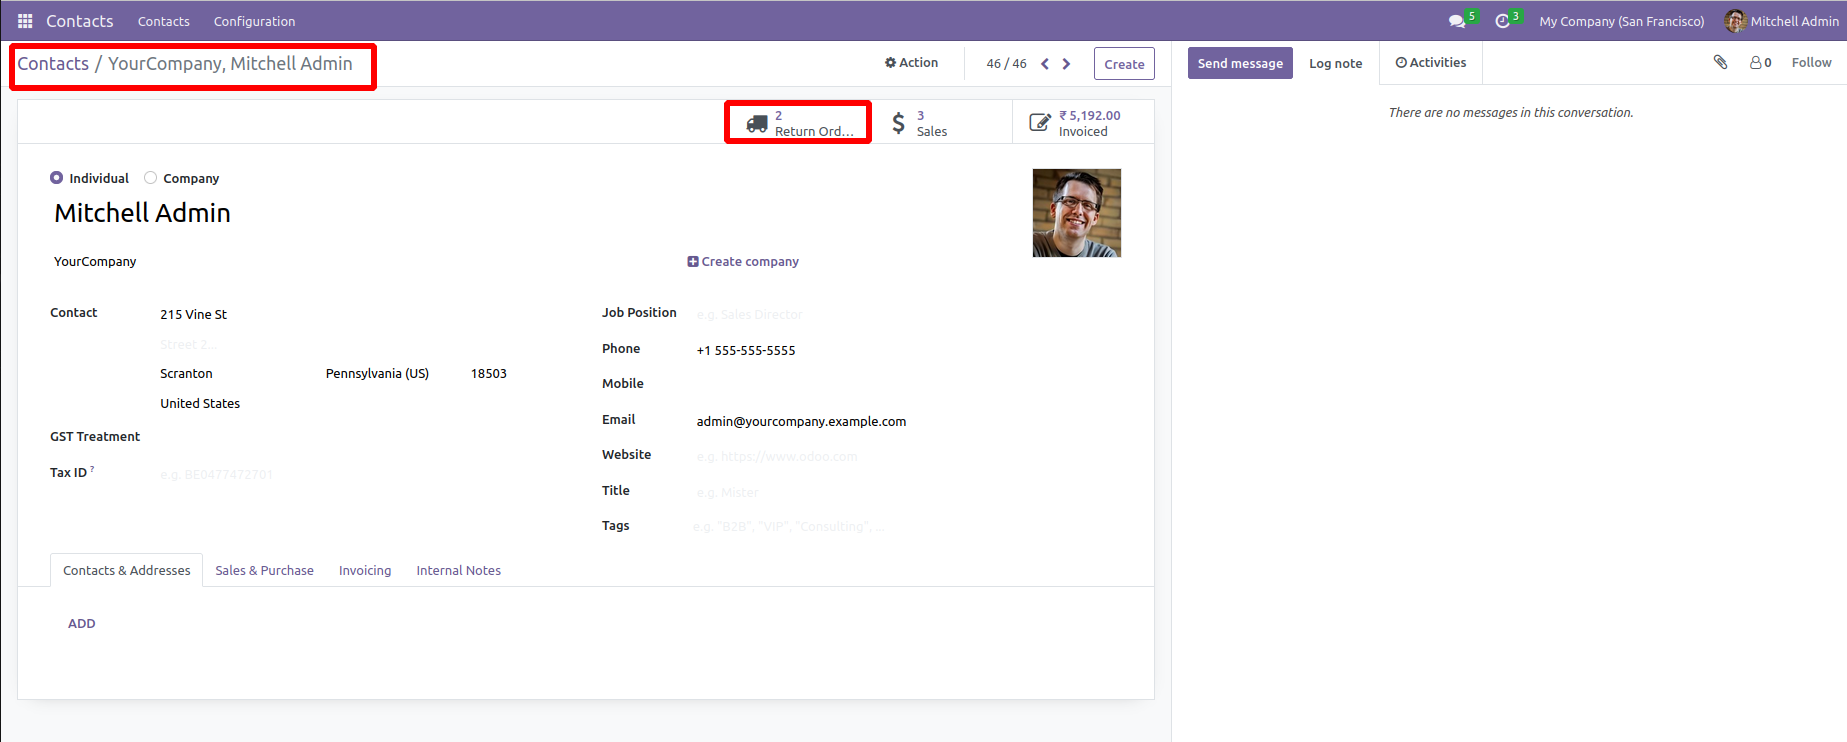 Contacts Contacts Configuration 5 3 My Company (San Francisco) Mitchell Admin
Contacts / YourCompany, Mitchell Admin Action 46 / 46 Create Send message Log note Activities 0 Follow
There are no messages in this conversation.
2 Return Ord...
3 Sales
₹ 5,192.00 Invoiced
Individual Company
Mitchell Admin
YourCompany Create company
Contact 215 Vine St
Street 2...
Scranton Pennsylvania (US) 18503
United States
GST Treatment
Tax ID ? e.g. BE0477472701
Job Position e.g. Sales Director
Phone +1 555-555-5555
Mobile
Email admin@yourcompany.example.com
Website e.g. https://www.odoo.com
Title e.g. Mister
Tags e.g. "B2B", "VIP", "Consulting", ...
Contacts & Addresses Sales & Purchase Invoicing Internal Notes
ADD